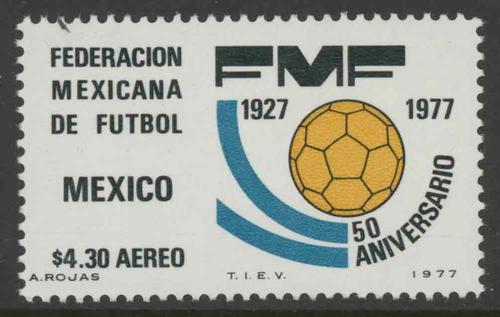 FEDERACION
MEXICANA
DE FUTBOL
MEXICO
$4.30 AEREO
FMF
1927 1977
50 ANIVERSARIO
A.ROJAS T.I.E.V. 1977